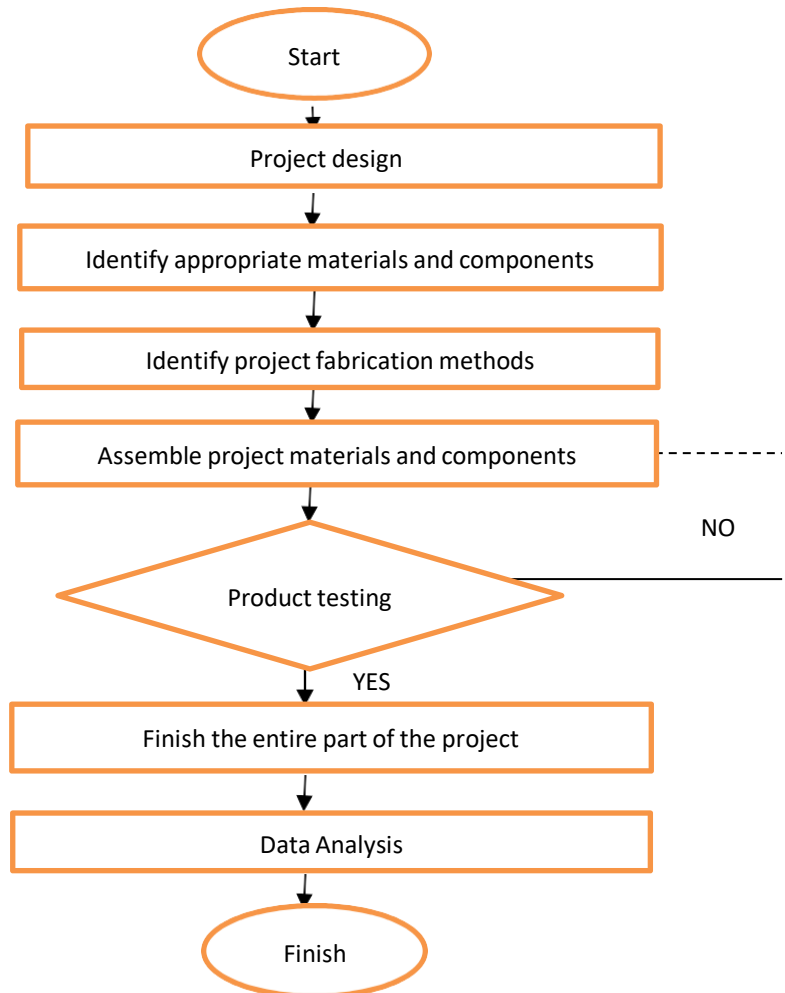 Start
Project design
Identify appropriate materials and components
Identify project fabrication methods
Assemble project materials and components
NO
Product testing
YES
Finish the entire part of the project
Data Analysis
Finish